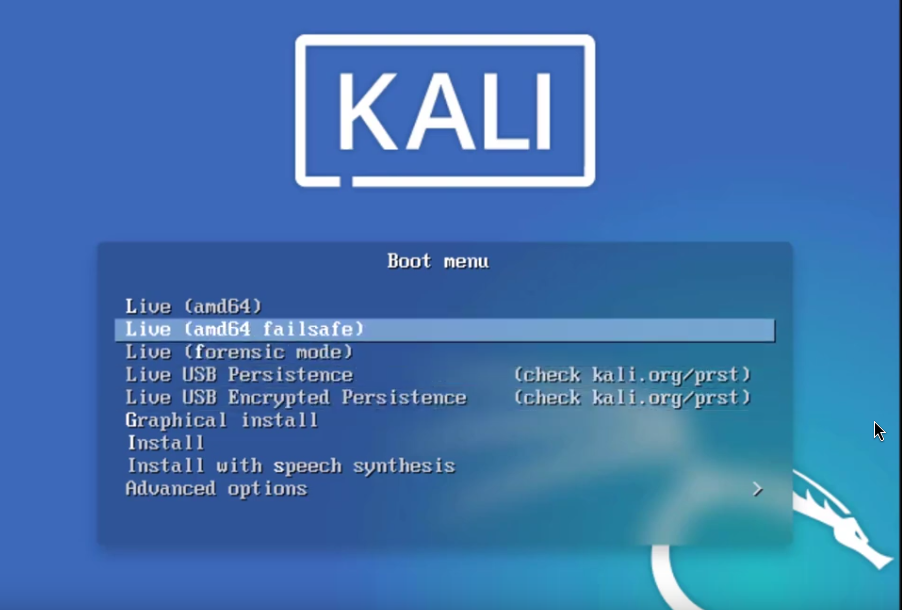 KALI
Boot menu
Live (amd64)
Live (amd64 failsafe)
Live (forensic mode)
Live USB Persistence (check kali.org/prst)
Live USB Encrypted Persistence (check kali.org/prst)
Graphical install
Install
Install with speech synthesis
Advanced options >